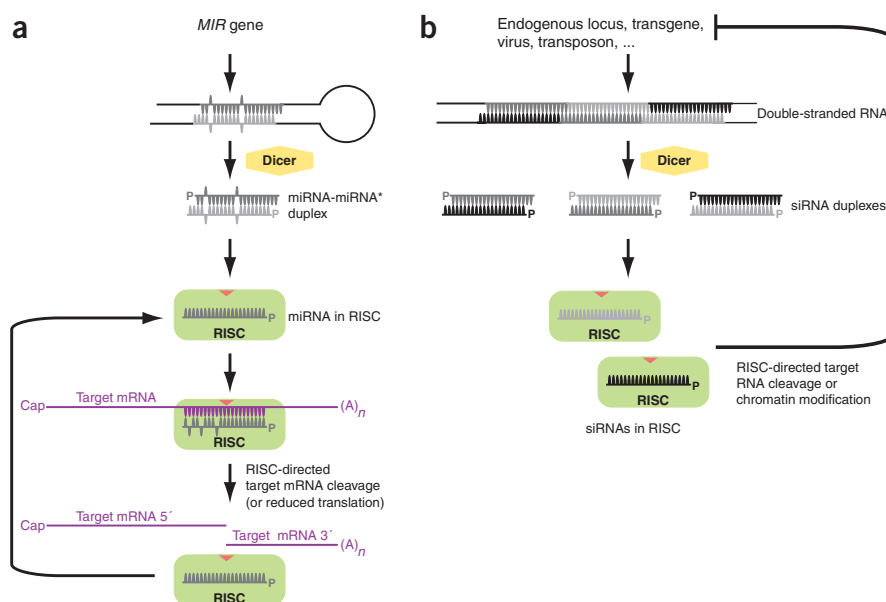 a
MIR gene
Dicer
P
miRNA-miRNA*
duplex
P
P
miRNA in RISC
RISC
Cap
Target mRNA
(A)n
P
RISC
RISC-directed
target mRNA cleavage
(or reduced translation)
Target mRNA 5´
Cap
Target mRNA 3´
(A)n
P
RISC
b
Endogenous locus, transgene,
virus, transposon, ...
Double-stranded RNA
Dicer
P
P
P
P
P
P
siRNA duplexes
P
RISC
P
RISC
RISC-directed target
RNA cleavage or
chromatin modification
siRNAs in RISC